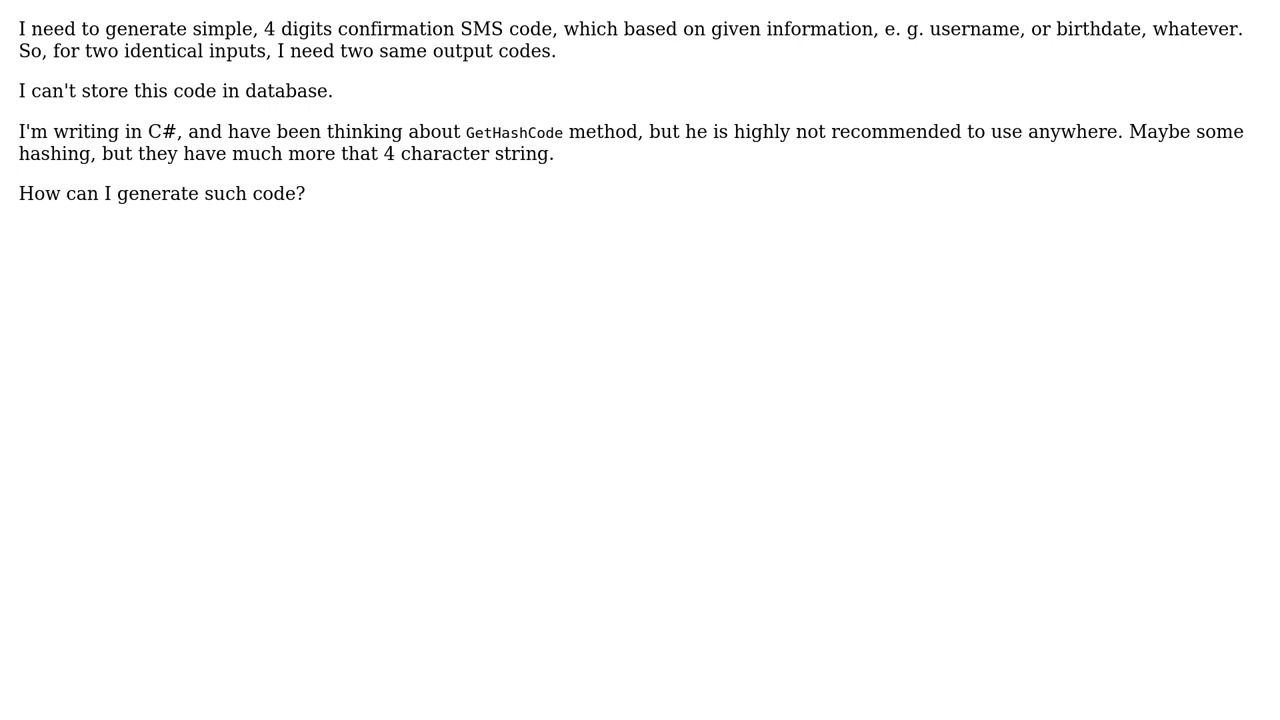 I need to generate simple, 4 digits confirmation SMS code, which based on given information, e. g. username, or birthdate, whatever.
So, for two identical inputs, I need two same output codes.
I can't store this code in database.
I'm writing in C#, and have been thinking about GetHashCode method, but he is highly not recommended to use anywhere. Maybe some
hashing, but they have much more that 4 character string.
How can I generate such code?